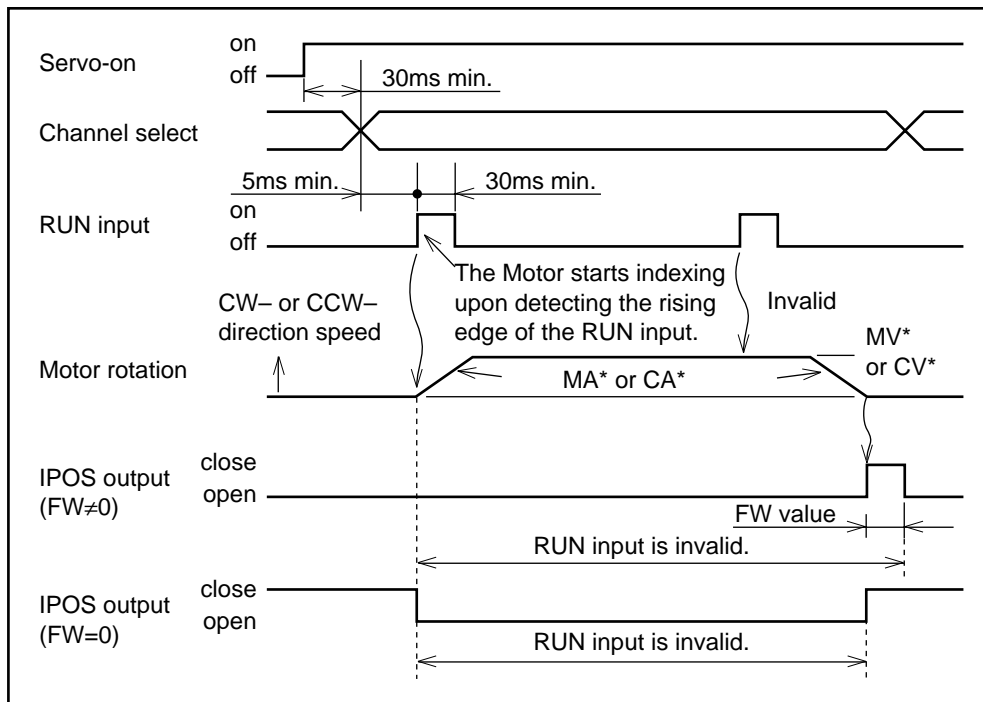 on
Servo-on
off
30ms min.
Channel select
5ms min.
30ms min.
on
RUN input
off
The Motor starts indexing
upon detecting the rising
edge of the RUN input.
Invalid
CW– or CCW–
direction speed
MV*
or CV*
Motor rotation
MA* or CA*
close
IPOS output
open
(FW≠0)
FW value
RUN input is invalid.
close
IPOS output
open
(FW=0)
RUN input is invalid.